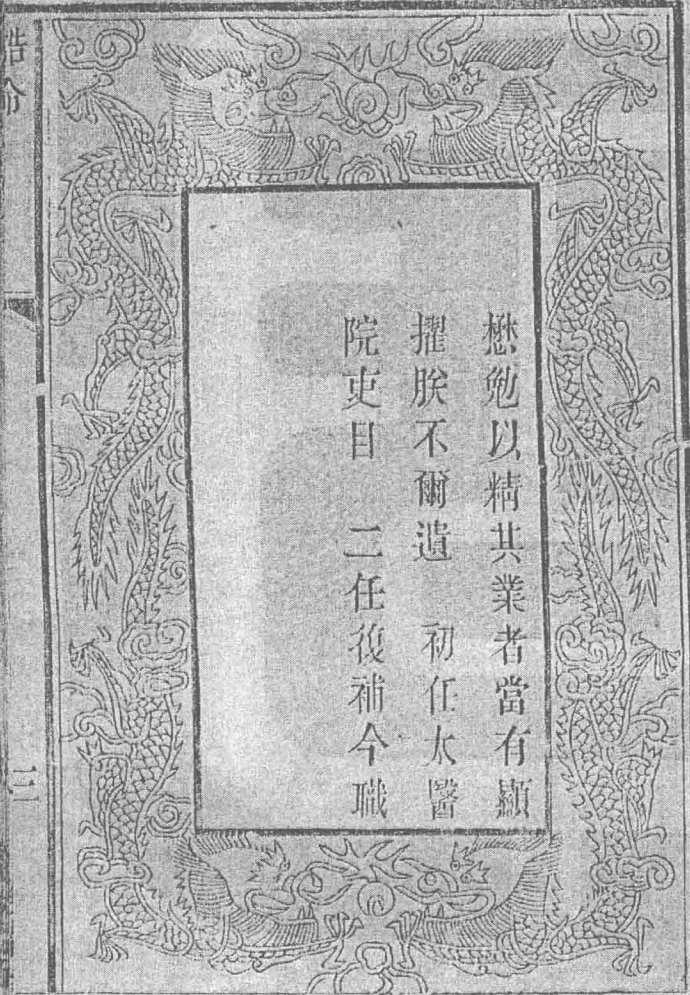 懋勉以精其業者當有顯
擢朕不爾遺　初任太醫
院吏目　二任復補今職
誥命
三